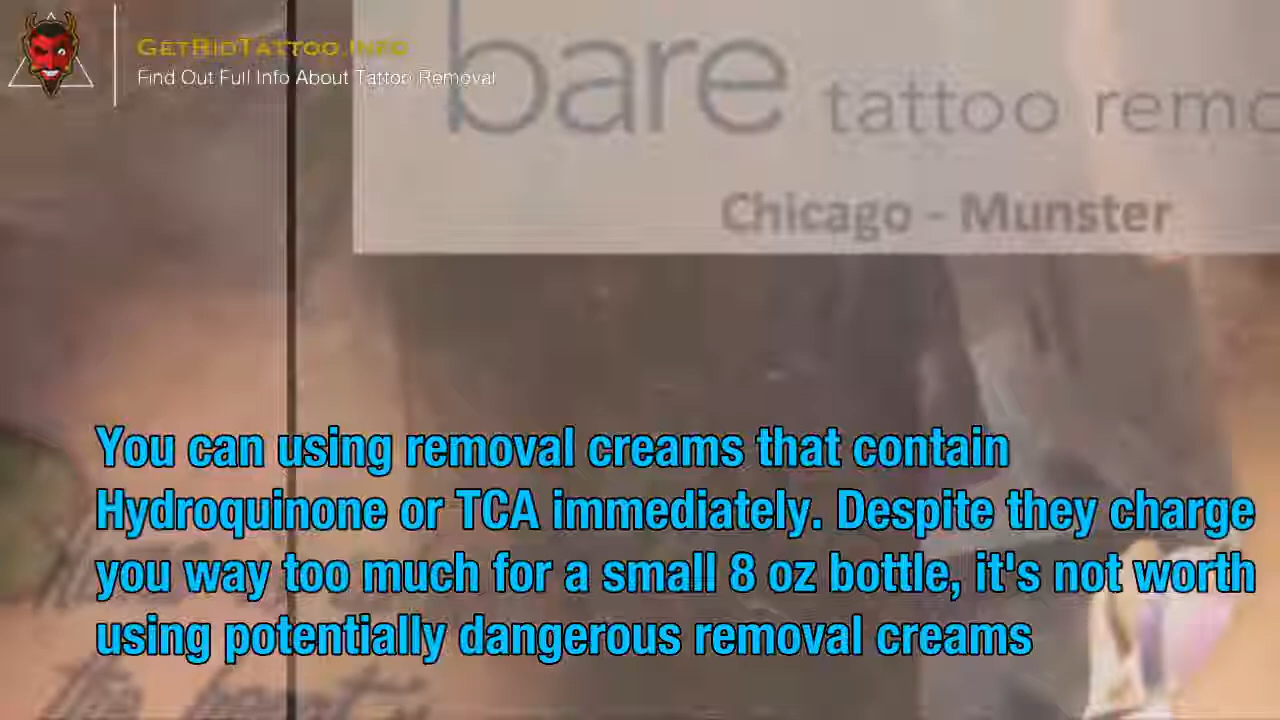 GetRidTattoo.Info
Find Out Full Info About Tattoo Removal
bare tattoo remo
Chicago - Munster
You can using removal creams that contain
Hydroquinone or TCA immediately. Despite they charge
you way too much for a small 8 oz bottle, it's not worth
using potentially dangerous removal creams